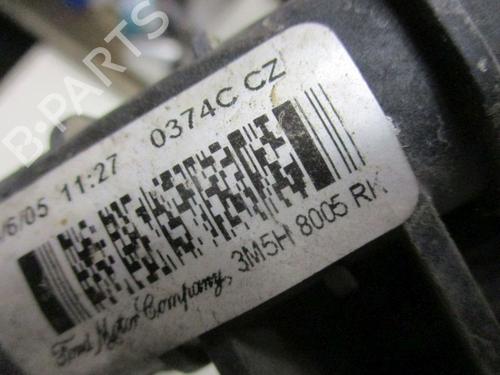 B-PARTS
/6/05 11:27 0374C CZ
Ford Motor Company, 3M5H 8005 RK